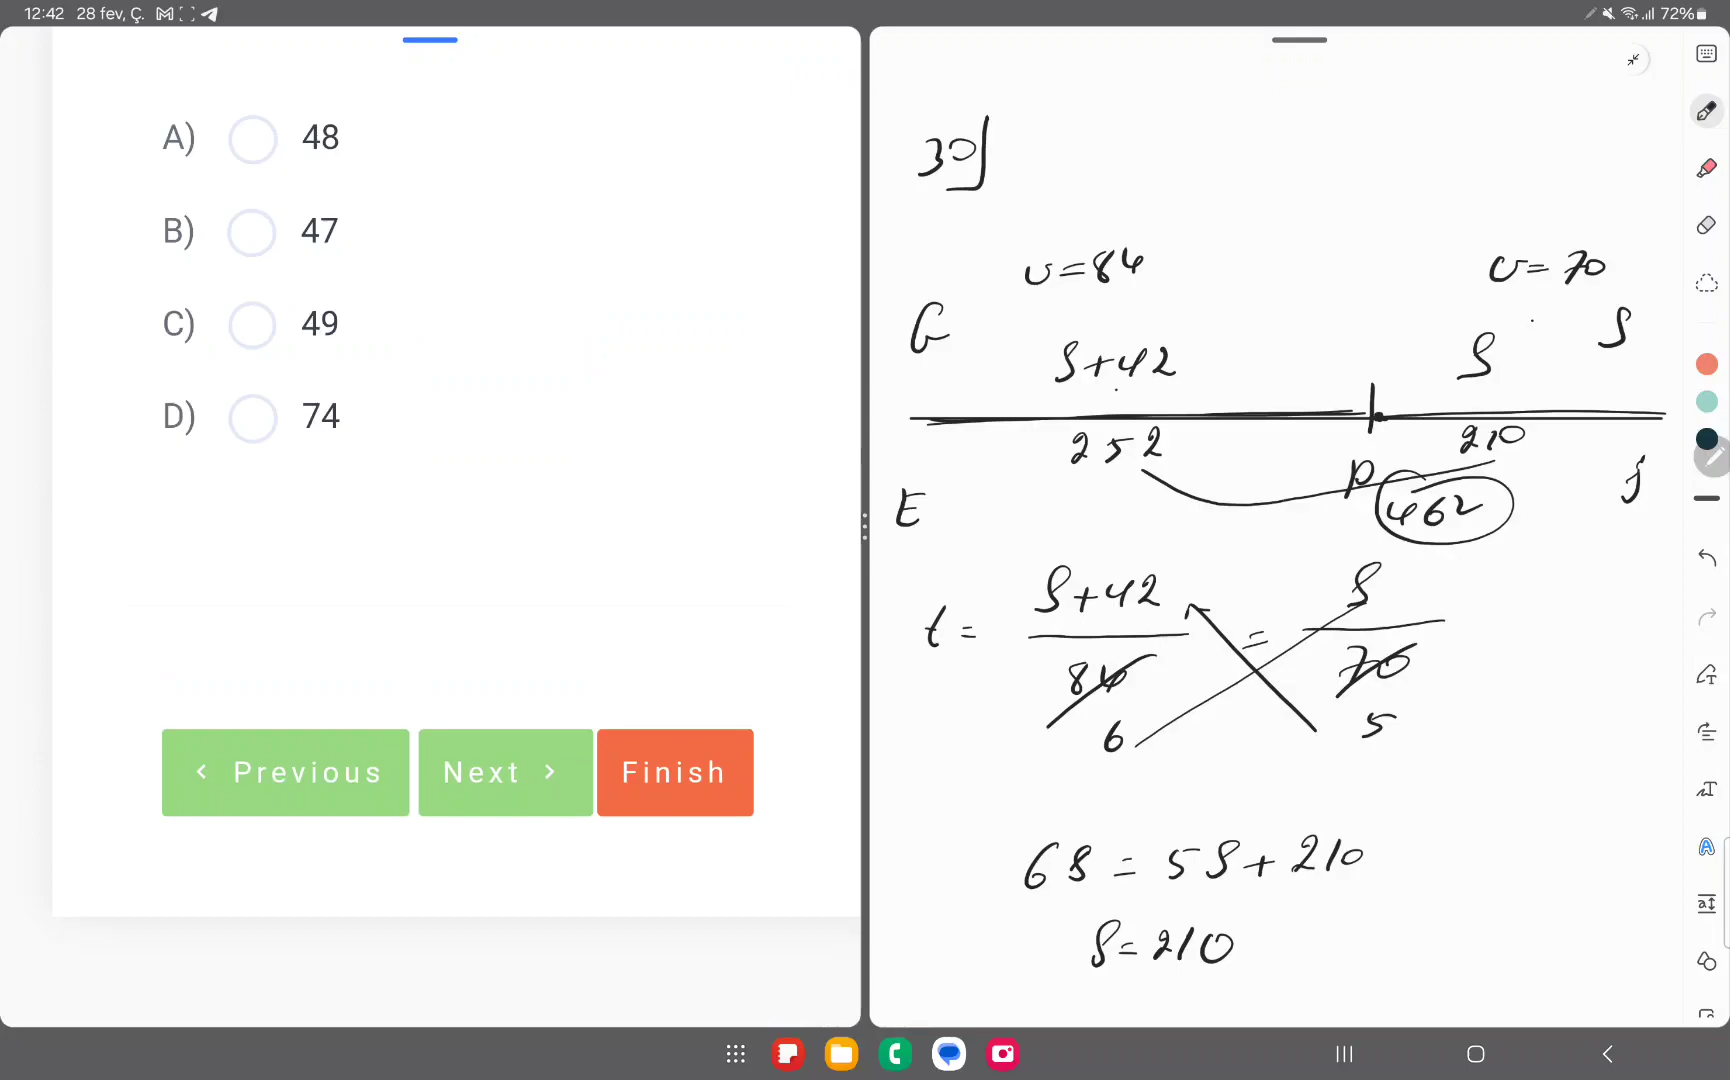 12:42 28 fev, Ç.
72%
A) 48
B) 47
C) 49
D) 74
< Previous
Next >
Finish
30
v=84
v=70
G
S+42
S
S
252
210
E
P
462
j
t = S+42 / 84 = S / 70
6
5
6S = 5S + 210
S = 210